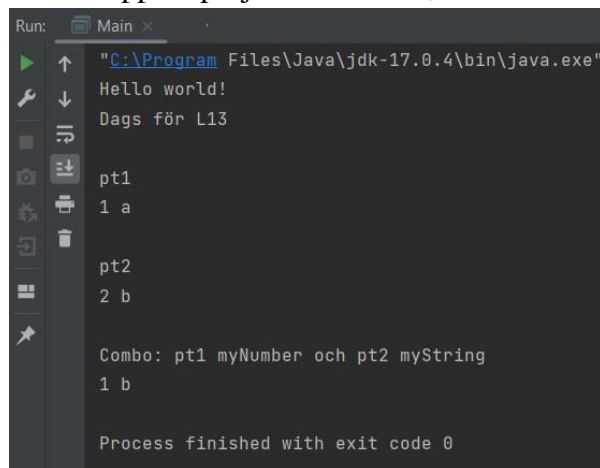 Run:
Main
"C:\Program Files\Java\jdk-17.0.4\bin\java.exe"
Hello world!
Dags för L13
pt1
1 a
pt2
2 b
Combo: pt1 myNumber och pt2 myString
1 b
Process finished with exit code 0